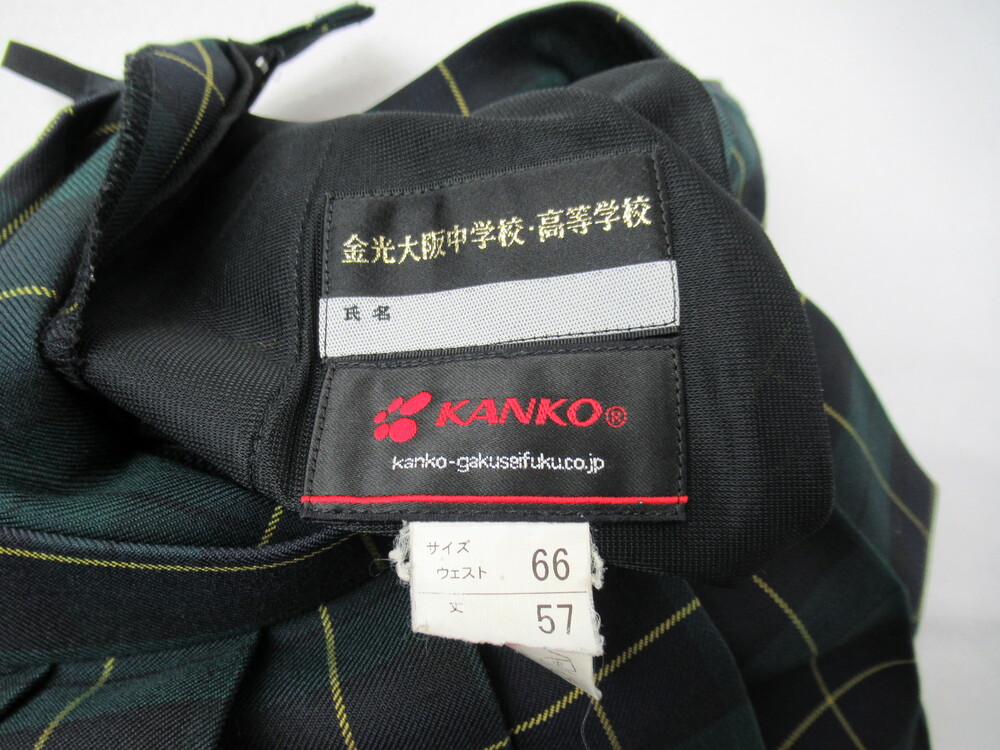 金光大阪中学校・高等学校
氏名
KANKO®
kanko-gakuseifuku.co.jp
サイズ
ウェスト 66
丈 57